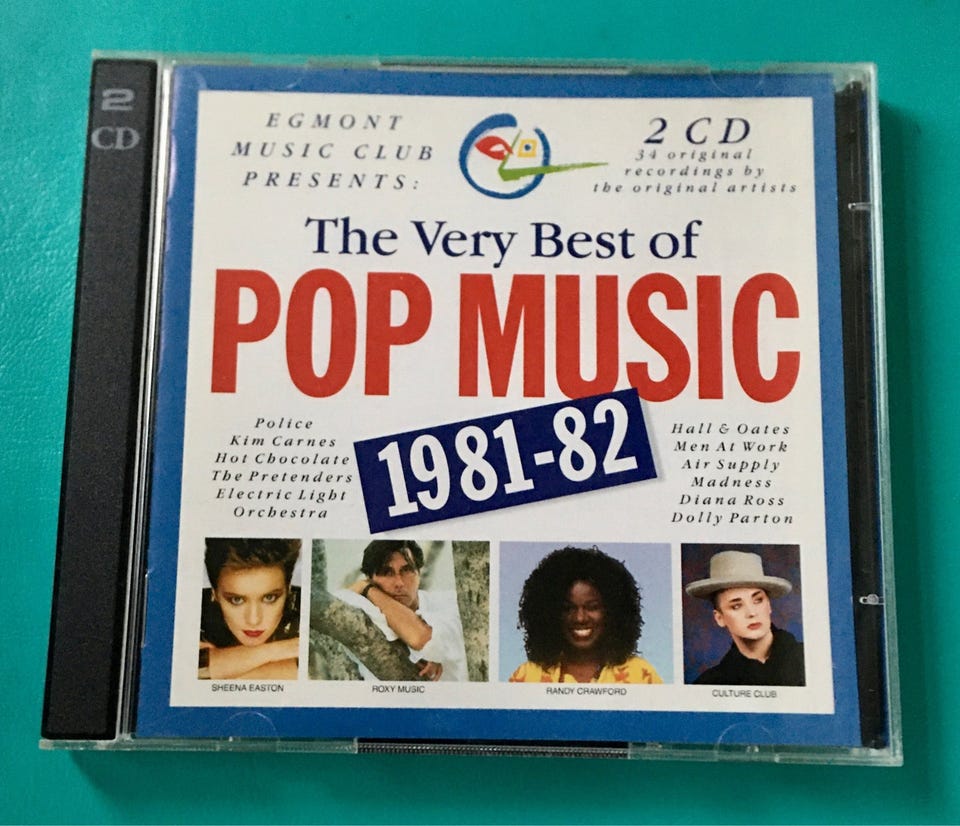 2
CD
EGMONT
MUSIC CLUB
PRESENTS:
2 CD
34 original
recordings by
the original artists
The Very Best of
POP MUSIC
1981-82
Police
Kim Carnes
Hot Chocolate
The Pretenders
Electric Light
Orchestra
Hall & Oates
Men At Work
Air Supply
Madness
Diana Ross
Dolly Parton
SHEENA EASTON
ROXY MUSIC
RANDY CRAWFORD
CULTURE CLUB